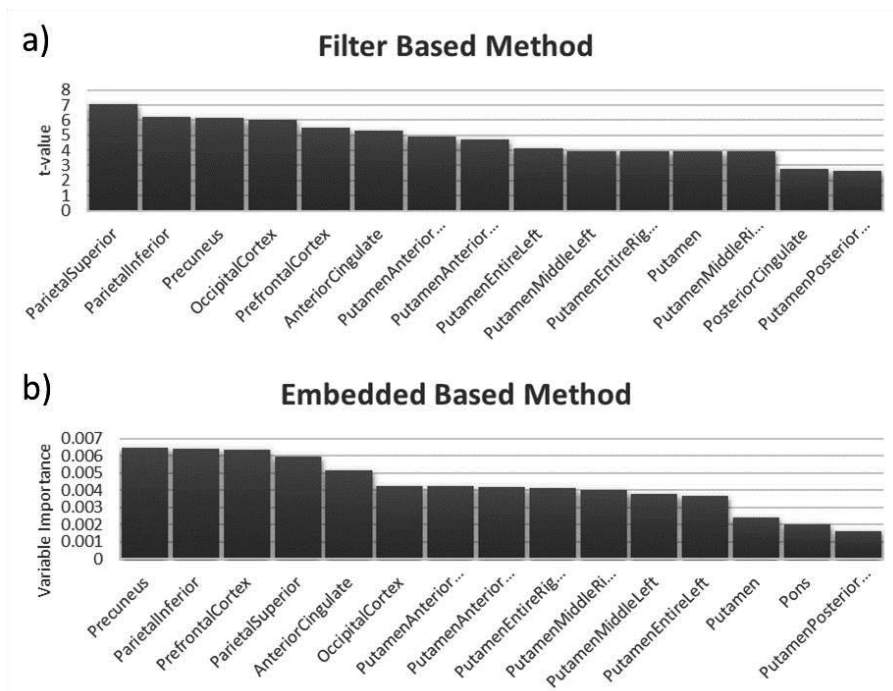 a)
Filter Based Method
8
7
6
5
4
3
2
1
0
t-value
ParietalSuperior
ParietalInferior
Precuneus
OccipitalCortex
PrefrontalCortex
AnteriorCingulate
PutamenAnterior...
PutamenAnterior...
PutamenEntireLeft
PutamenMiddleLeft
PutamenEntireRig...
Putamen
PutamenMiddleRi...
PosteriorCingulate
PutamenPosterior...
b)
Embedded Based Method
0.007
0.006
0.005
0.004
0.003
0.002
0.001
0
Variable Importance
Precuneus
ParietalInferior
PrefrontalCortex
ParietalSuperior
AnteriorCingulate
OccipitalCortex
PutamenAnterior...
PutamenAnterior...
PutamenEntireRig...
PutamenMiddleRi...
PutamenMiddleLeft
PutamenEntireLeft
Putamen
Pons
PutamenPosterior...